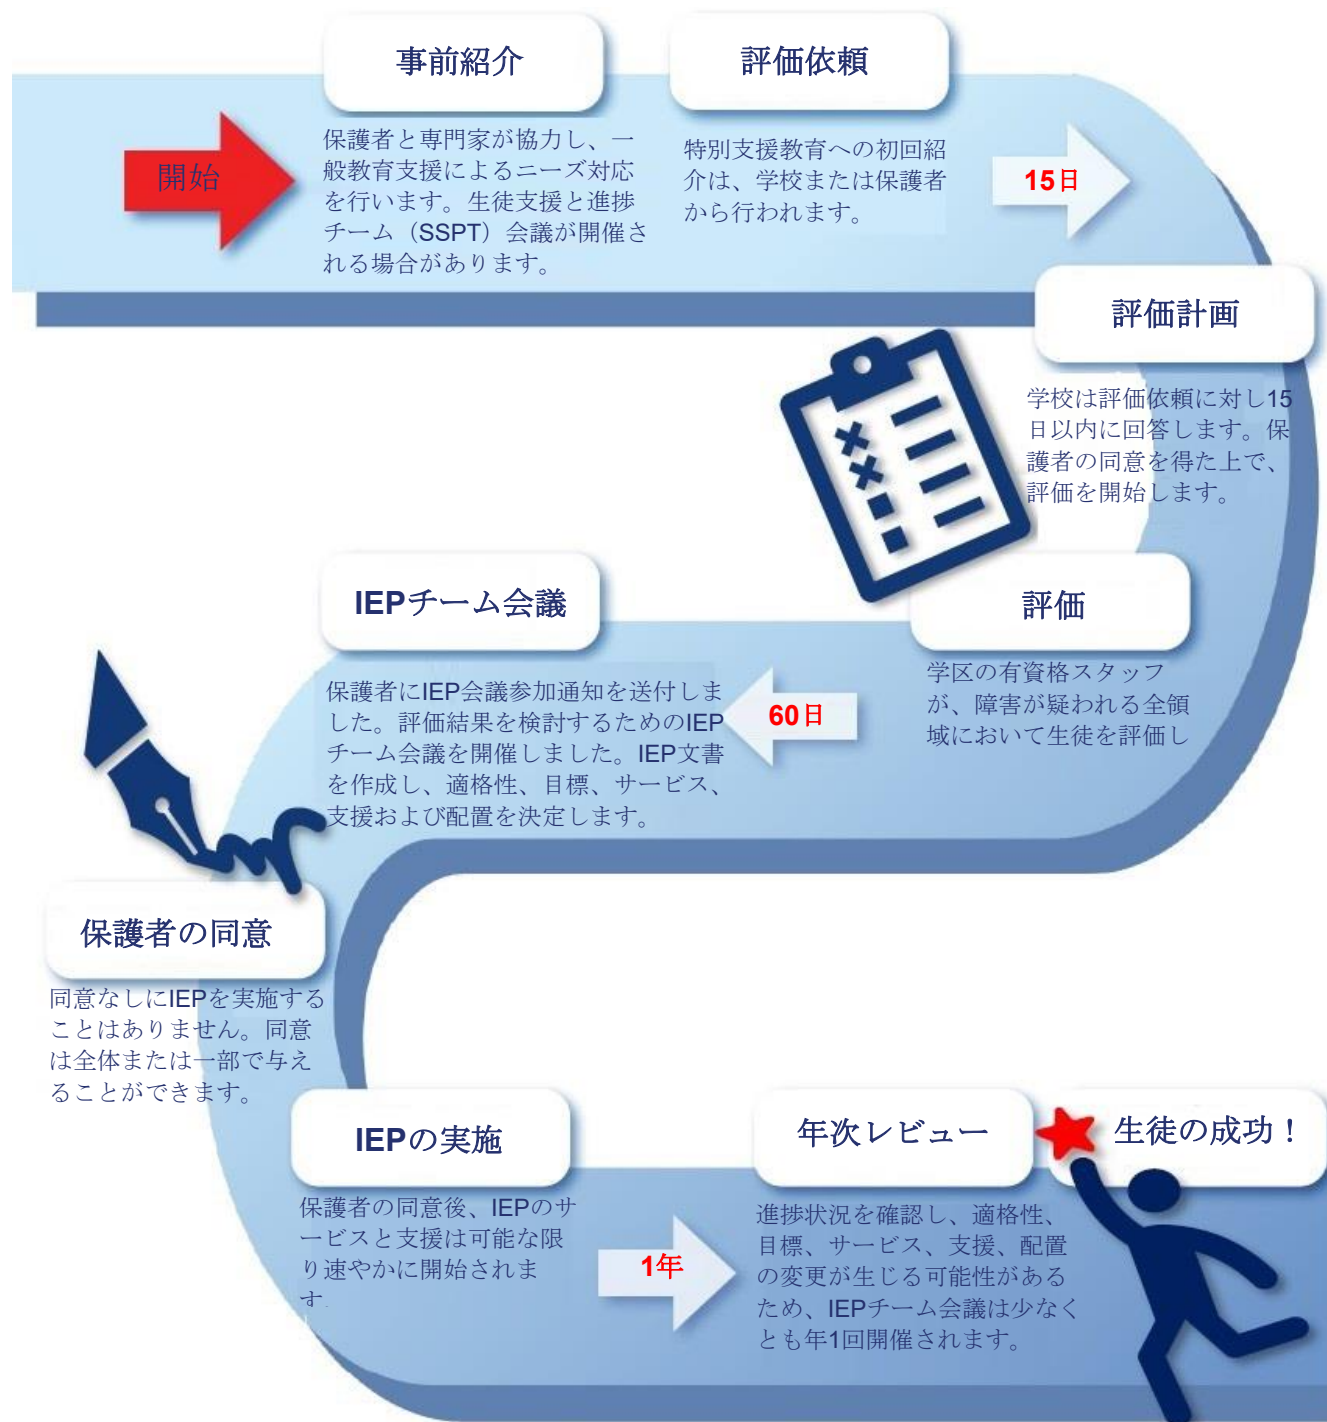 事前紹介
評価依頼
開始
保護者と専門家が協力し、一
般教育支援によるニーズ対応
を行います。生徒支援と進捗
チーム（SSPT）会議が開催さ
れる場合があります。
特別支援教育への初回紹
介は、学校または保護者
から行われます。
15日
評価計画
学校は評価依頼に対し15
日以内に回答します。保
護者の同意を得た上で、
評価を開始します。
評価
学区の有資格スタッフ
が、障害が疑われる全領
域において生徒を評価し
60日
IEPチーム会議
保護者にIEP会議参加通知を送付しま
した。評価結果を検討するためのIEP
チーム会議を開催しました。IEP文書
を作成し、適格性、目標、サービス、
支援および配置を決定します。
保護者の同意
同意なしにIEPを実施する
ことはありません。同意
は全体または一部で与え
ることができます。
IEPの実施
保護者の同意後、IEPのサ
ービスと支援は可能な限
り速やかに開始されま
す.
1年
年次レビュー
進捗状況を確認し、適格性、
目標、サービス、支援、配置
の変更が生じる可能性がある
ため、IEPチーム会議は少なく
とも年1回開催されます。
生徒の成功！